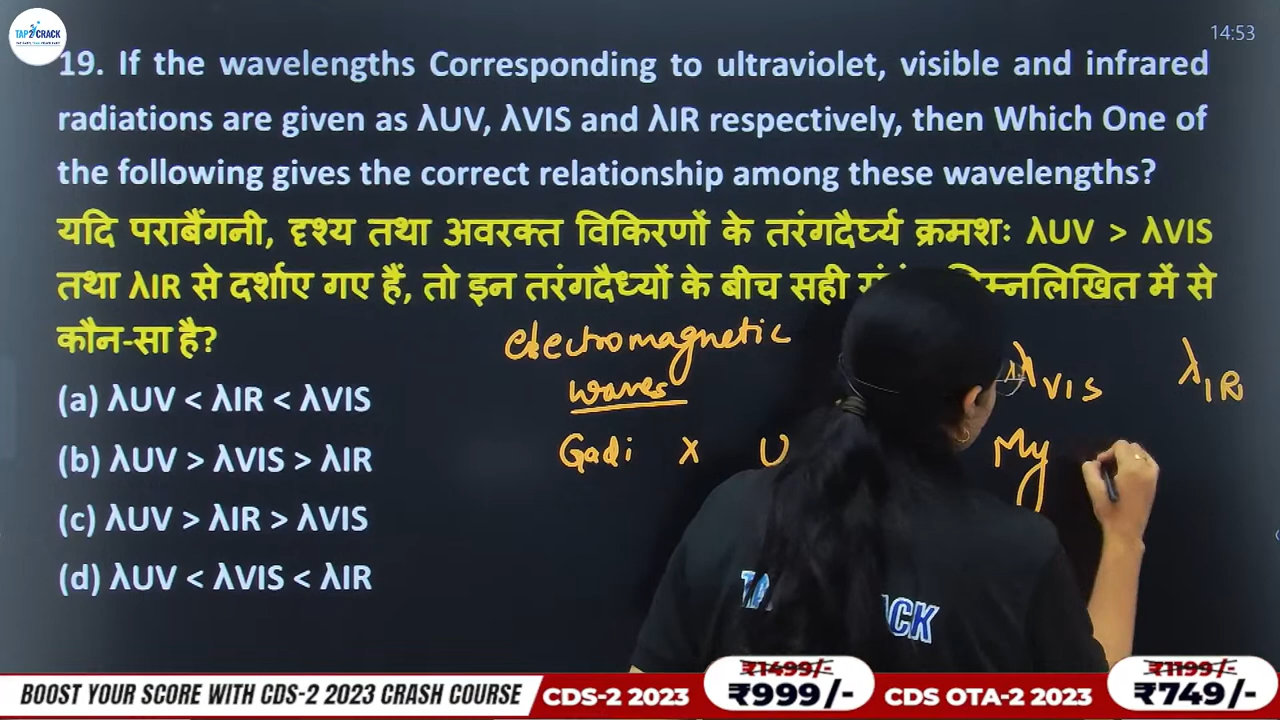 TAP2CRACK
14:53
19. If the wavelengths Corresponding to ultraviolet, visible and infrared
radiations are given as λUV, λVIS and λIR respectively, then Which One of
the following gives the correct relationship among these wavelengths?
यदि पराबैंगनी, दृश्य तथा अवरक्त विकिरणों के तरंगदैर्घ्य क्रमशः λUV > λVIS
तथा λIR से दर्शाए गए हैं, तो इन तरंगदैर्ध्यों के बीच सही में से
कौन-सा है?
electromagnetic
waves
λVIS λIR
(a) λUV < λIR < λVIS
Gadi X U My
(b) λUV > λVIS > λIR
(c) λUV > λIR > λVIS
(d) λUV < λVIS < λIR
BOOST YOUR SCORE WITH CDS-2 2023 CRASH COURSE
CDS-2 2023
₹1499/-
₹999/-
CDS OTA-2 2023
₹1199/-
₹749/-